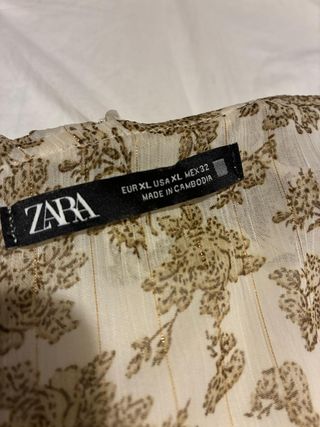 ZARA
EUR XL USA XL MEX 32
MADE IN CAMBODIA